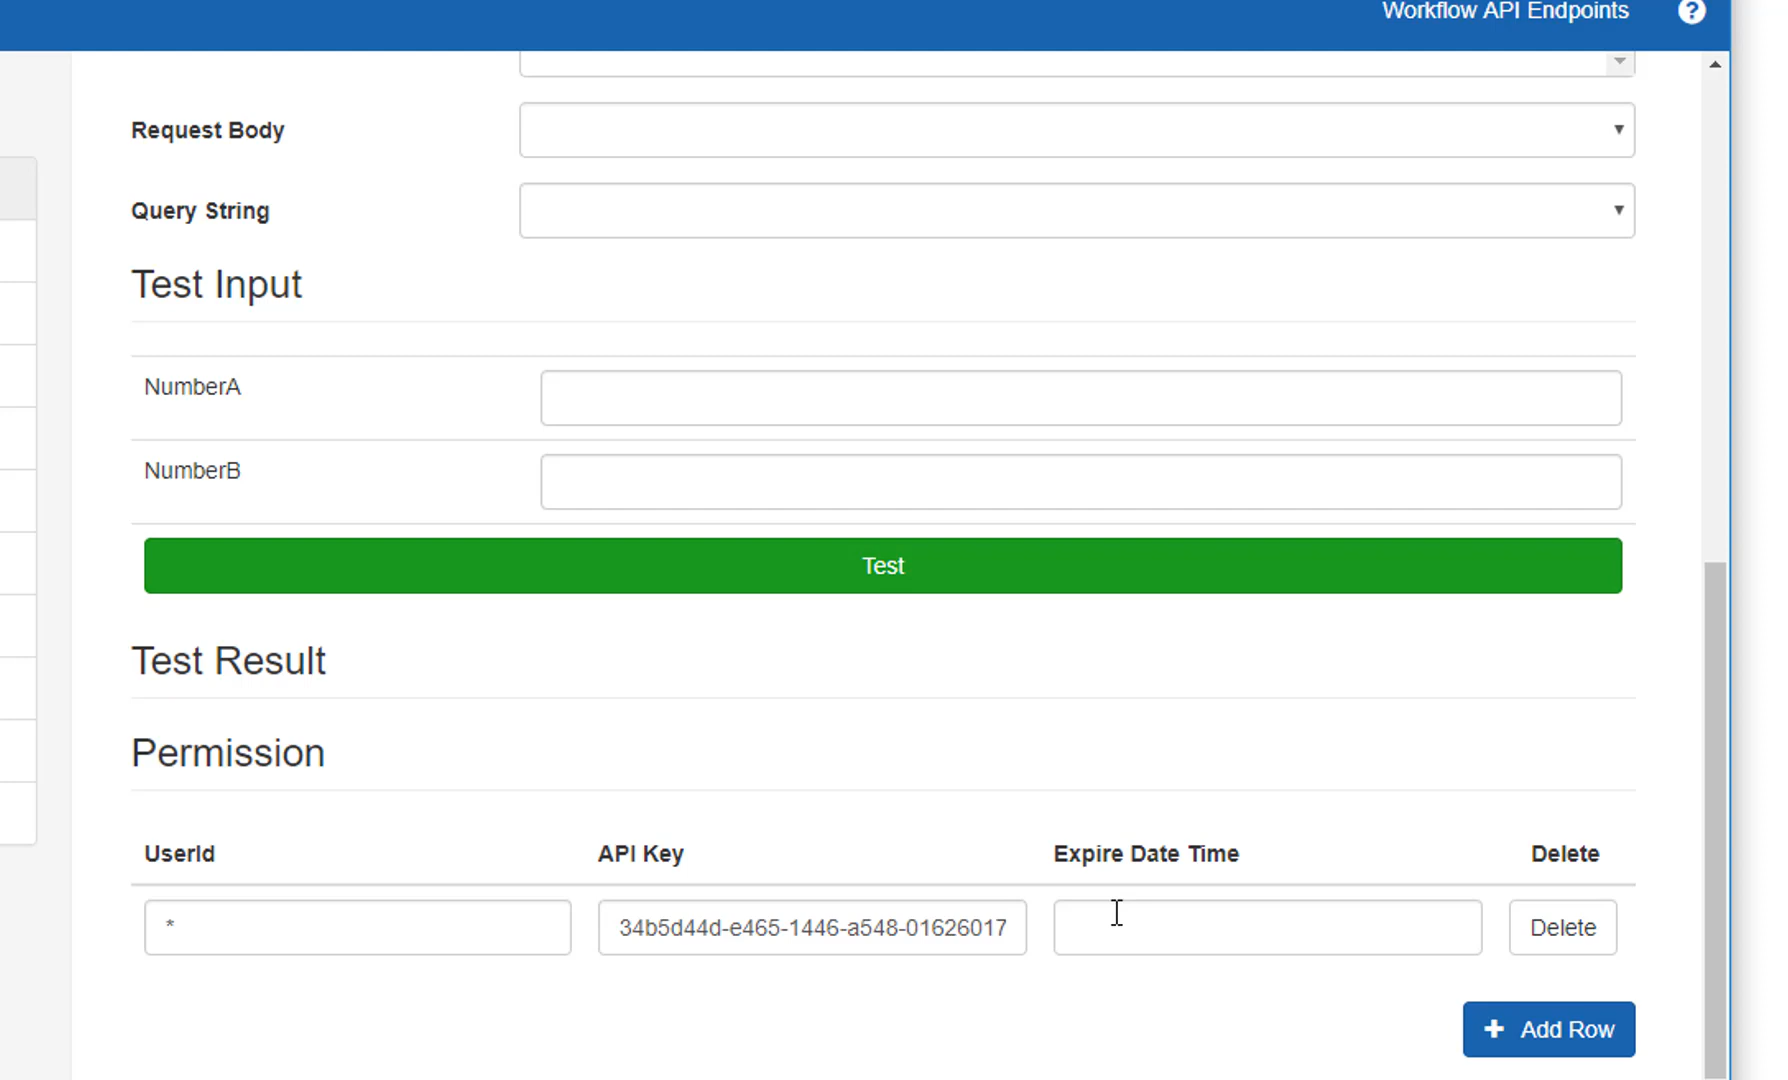 Workflow API Endpoints ?
Request Body
Query String
Test Input
NumberA
NumberB
Test
Test Result
Permission
UserId API Key Expire Date Time Delete
* 34b5d44d-e465-1446-a548-01626017 Delete
+ Add Row